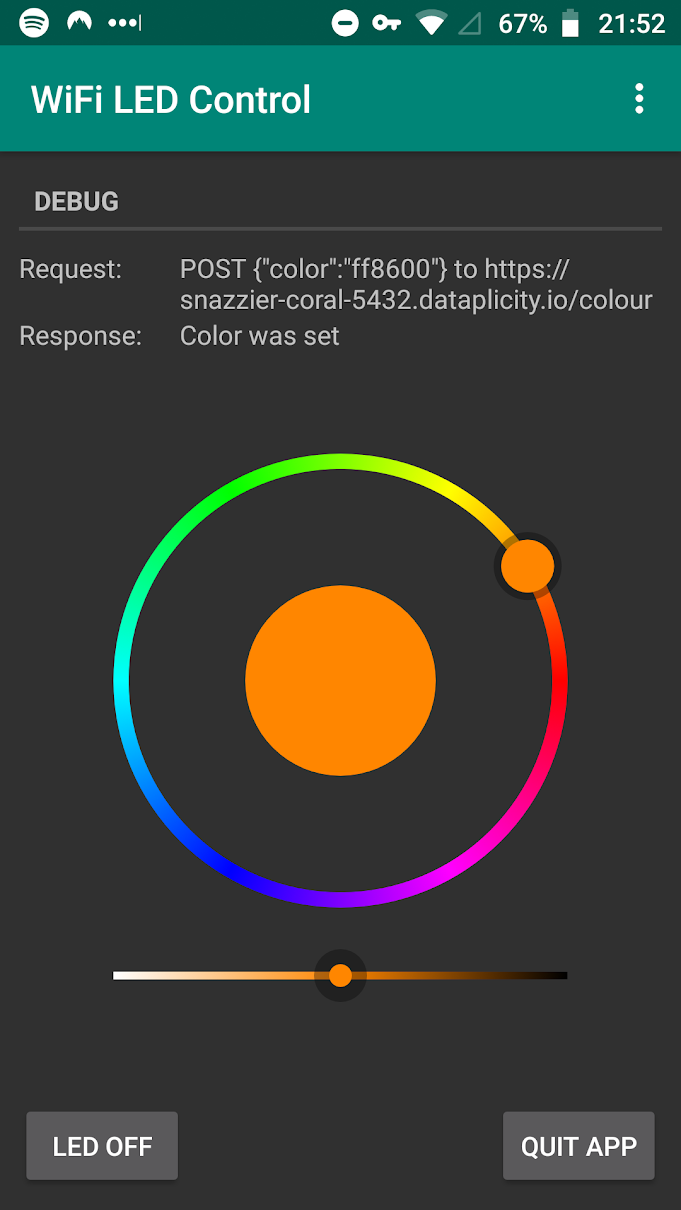 67% 21:52
WiFi LED Control
DEBUG
Request: POST {"color":"ff8600"} to https://
snazzier-coral-5432.dataplicity.io/colour
Response: Color was set
LED OFF QUIT APP